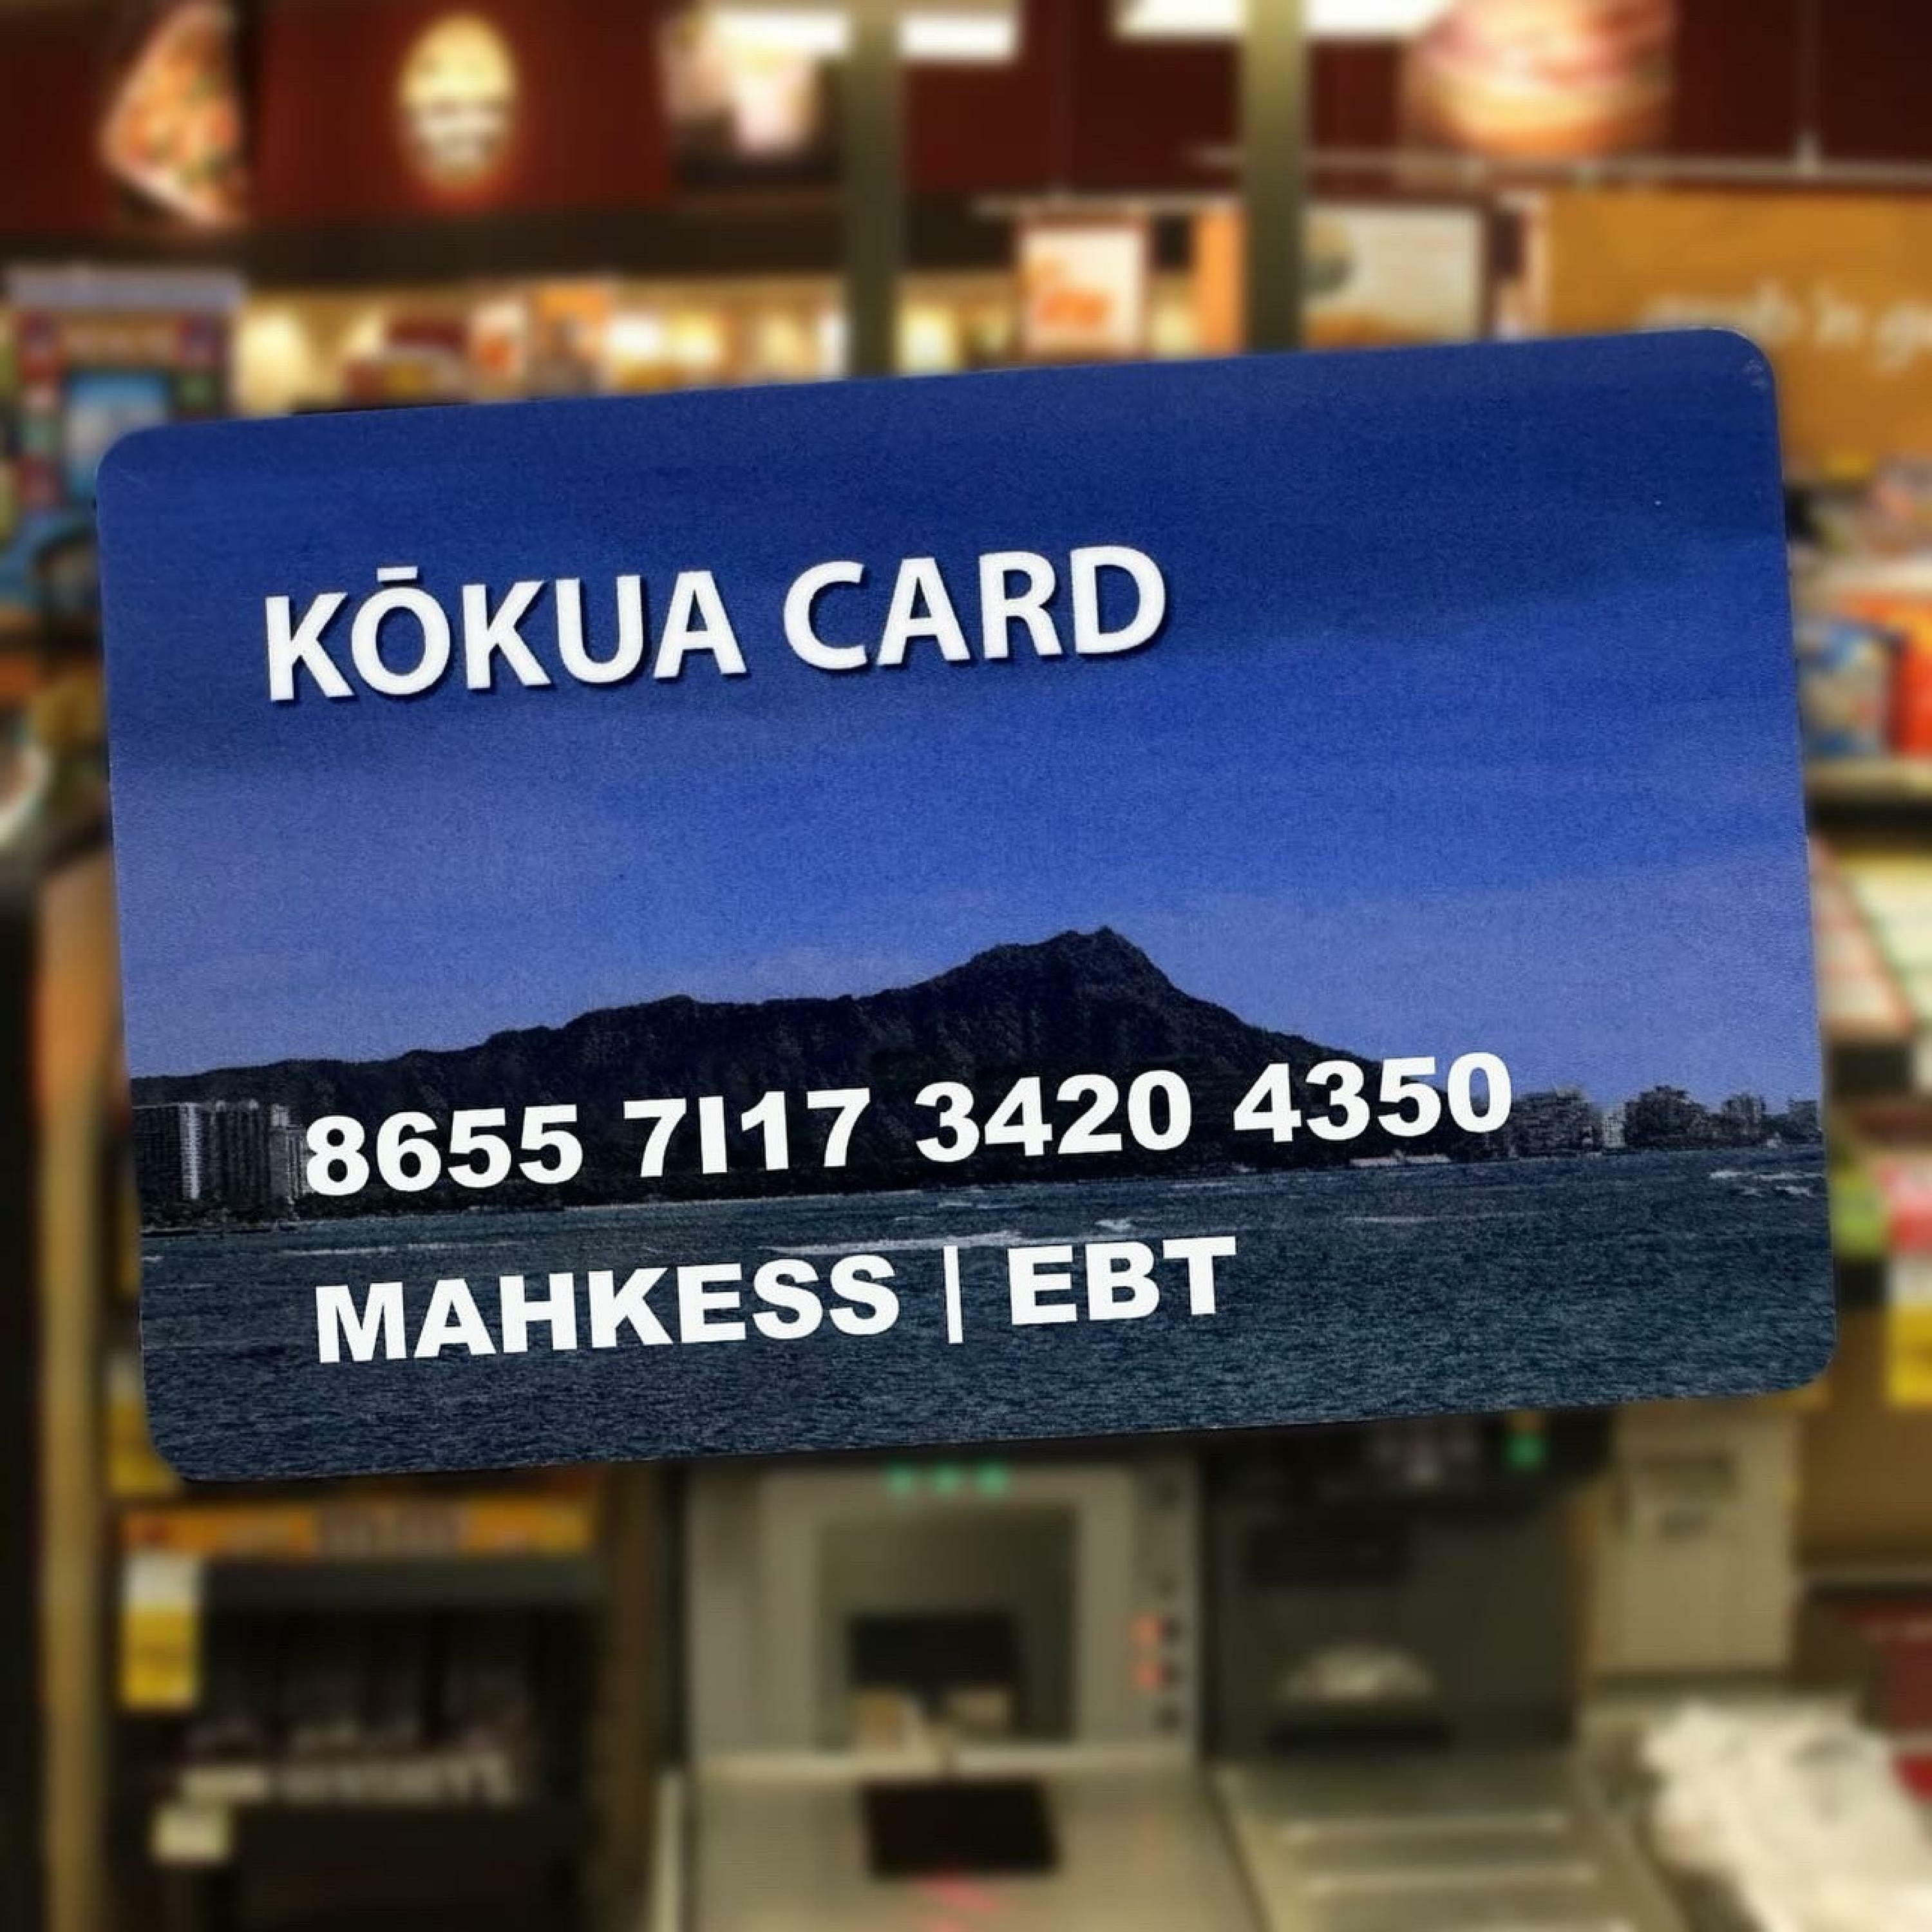 KŌKUA CARD
8655 7I17 3420 4350
MAHKESS | EBT